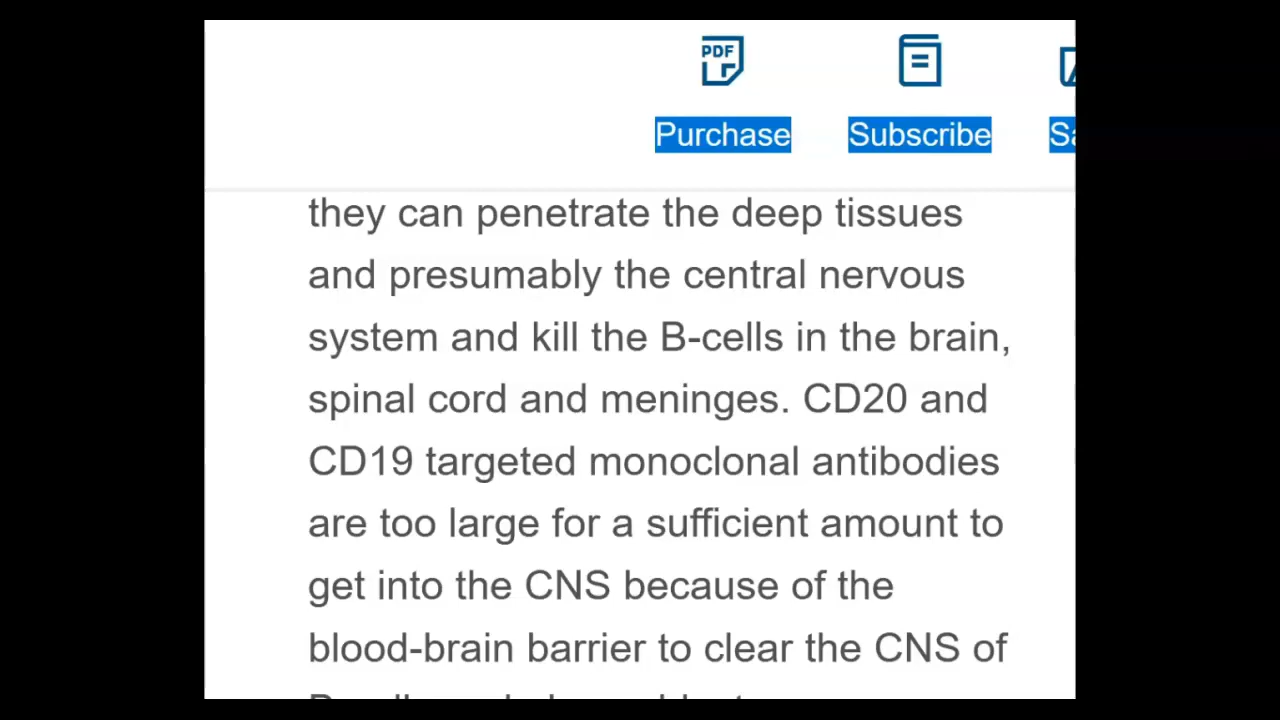 PDF
Purchase Subscribe
they can penetrate the deep tissues
and presumably the central nervous
system and kill the B-cells in the brain,
spinal cord and meninges. CD20 and
CD19 targeted monoclonal antibodies
are too large for a sufficient amount to
get into the CNS because of the
blood-brain barrier to clear the CNS of